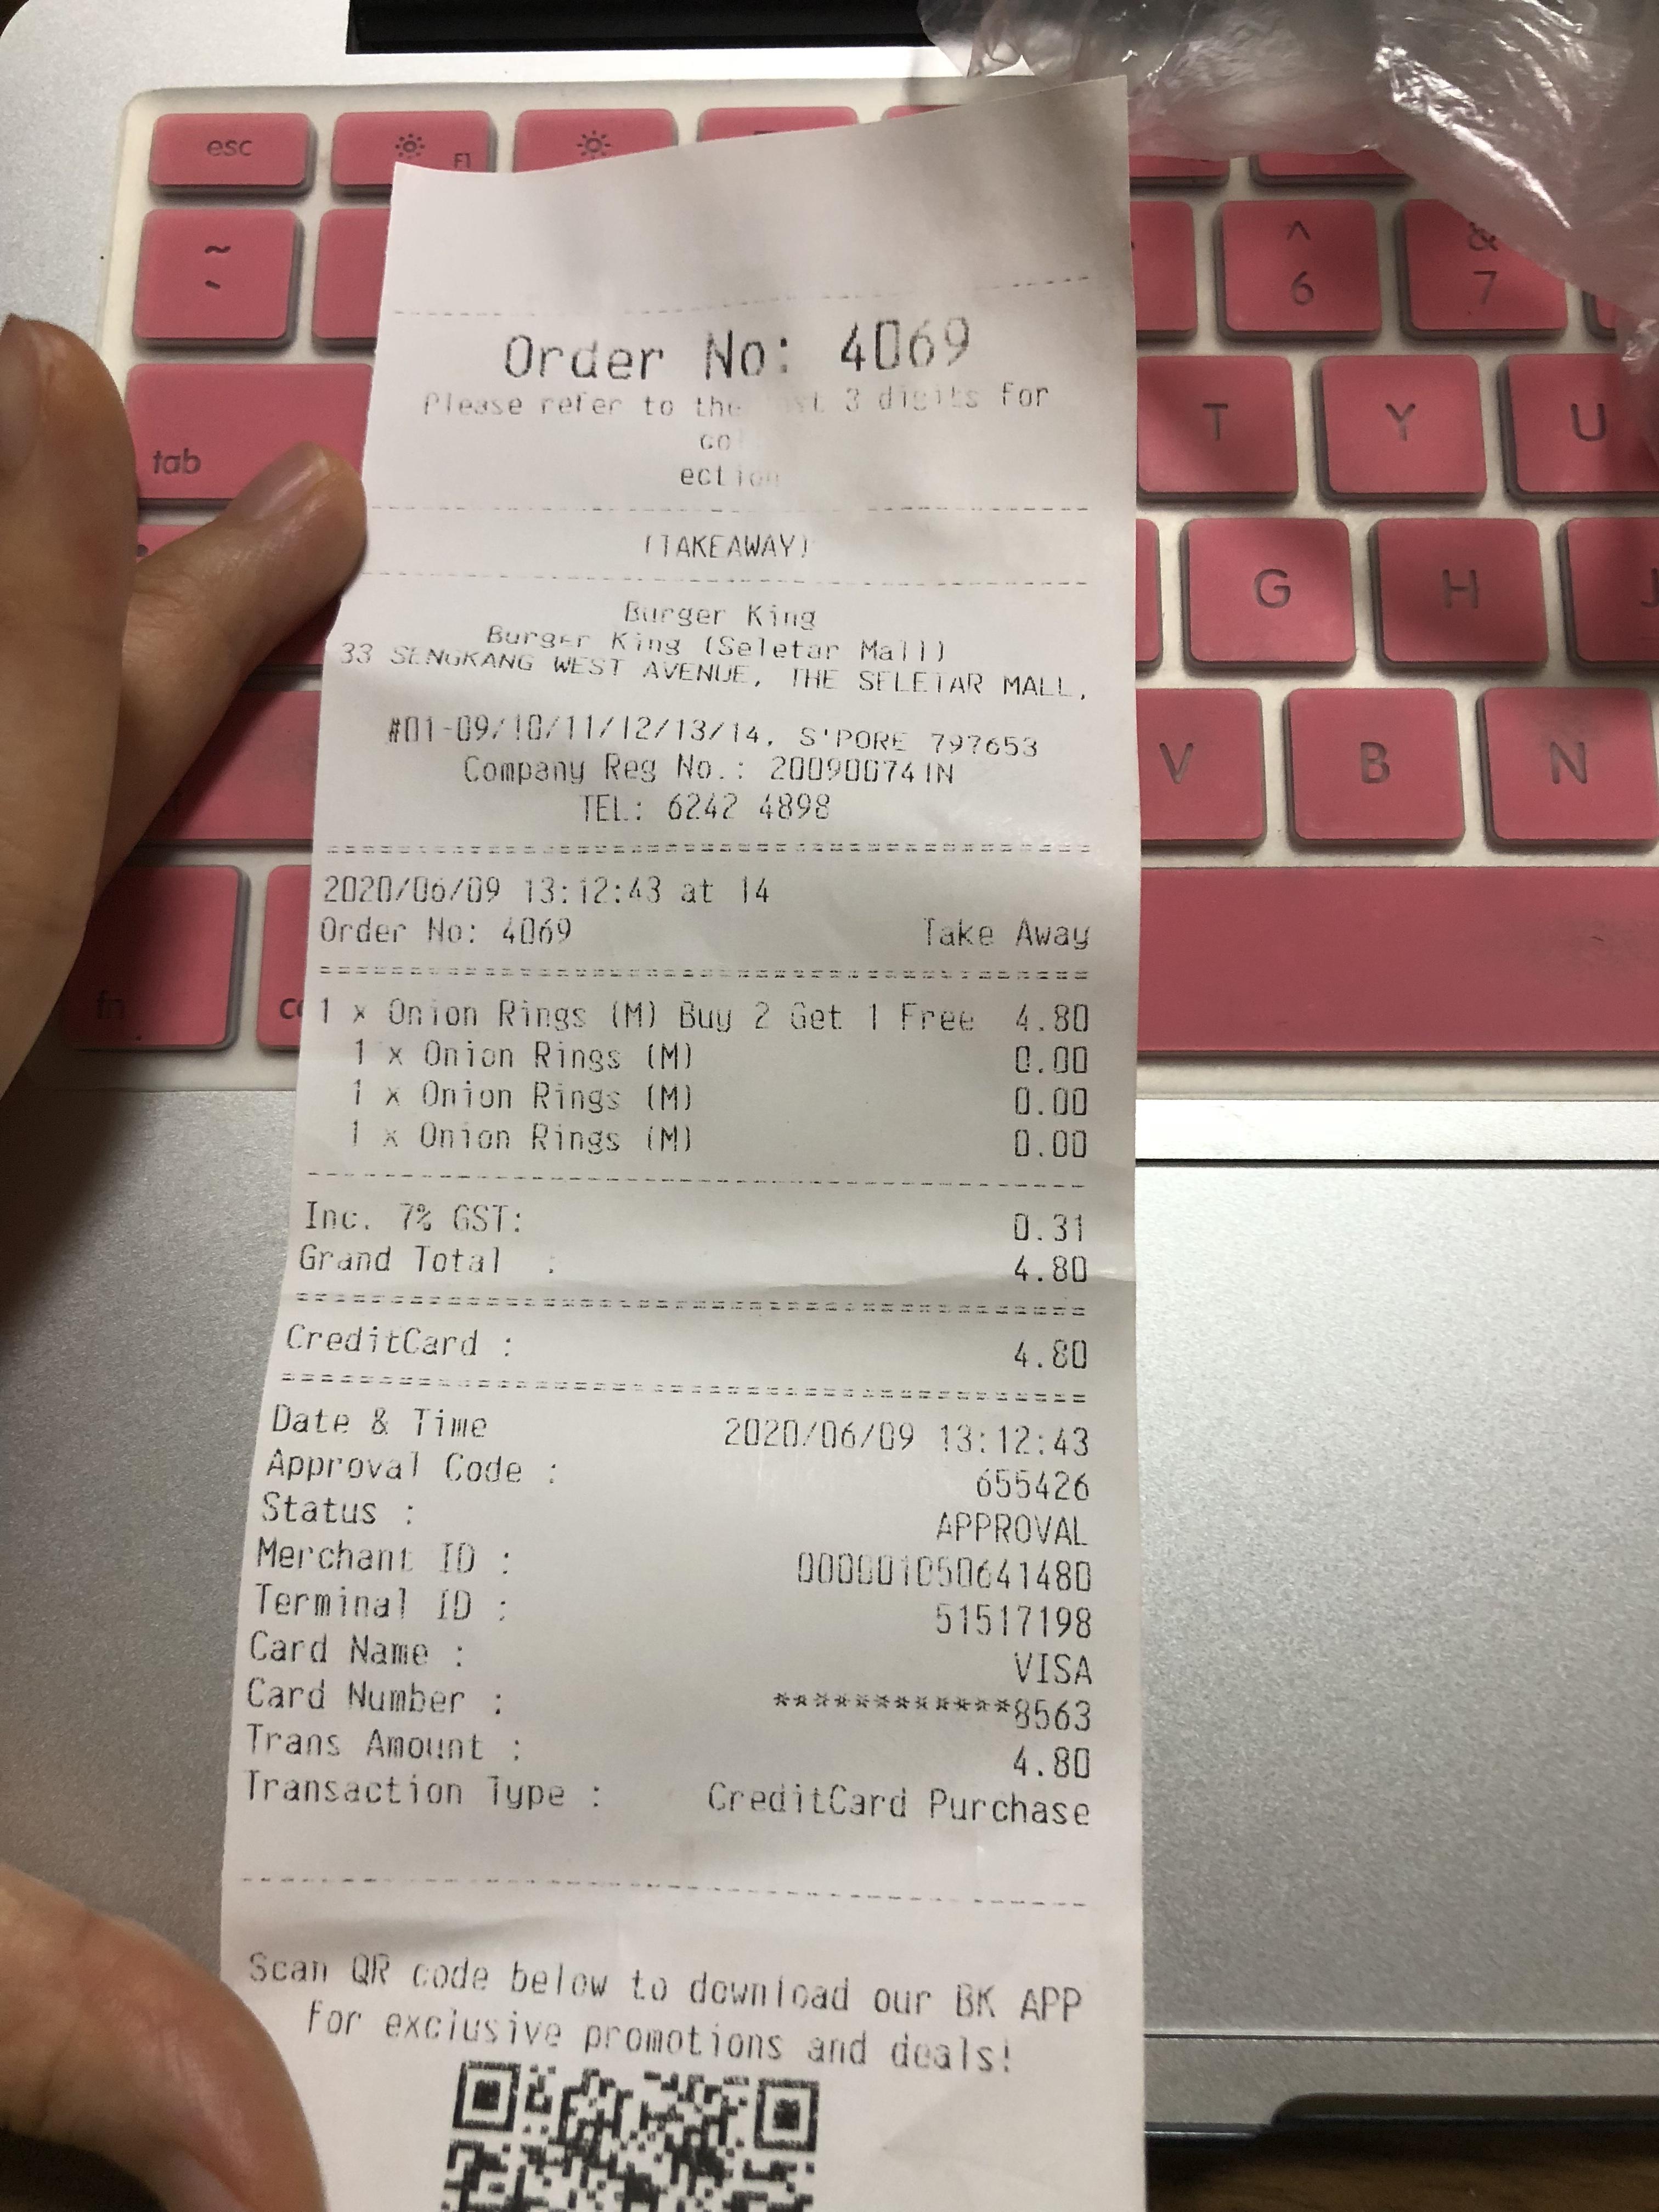 esc
F1
~
`
^
6
&
7
tab
T
Y
U
G
H
J
V
B
N
fn
Order No: 4069
Please refer to the last 3 digits for
co
ection
(TAKEAWAY)
Burger King
Burger King (Seletar Mall)
33 SENGKANG WEST AVENUE, THE SELETAR MALL,
#01-09/10/11/12/13/14, S'PORE 797653
Company Reg No.: 200900741N
TEL: 6242 4898
2020/06/09 13:12:43 at 14
Order No: 4069 Take Away
1 x Onion Rings (M) Buy 2 Get 1 Free 4.80
1 x Onion Rings (M) 0.00
1 x Onion Rings (M) 0.00
1 x Onion Rings (M) 0.00
Inc. 7% GST: 0.31
Grand Total : 4.80
CreditCard : 4.80
Date & Time 2020/06/09 13:12:43
Approval Code : 655426
Status : APPROVAL
Merchant ID : 000001050641480
Terminal ID : 51517198
Card Name : VISA
Card Number : ************8563
Trans Amount : 4.80
Transaction Type : CreditCard Purchase
Scan QR code below to download our BK APP
for exclusive promotions and deals!